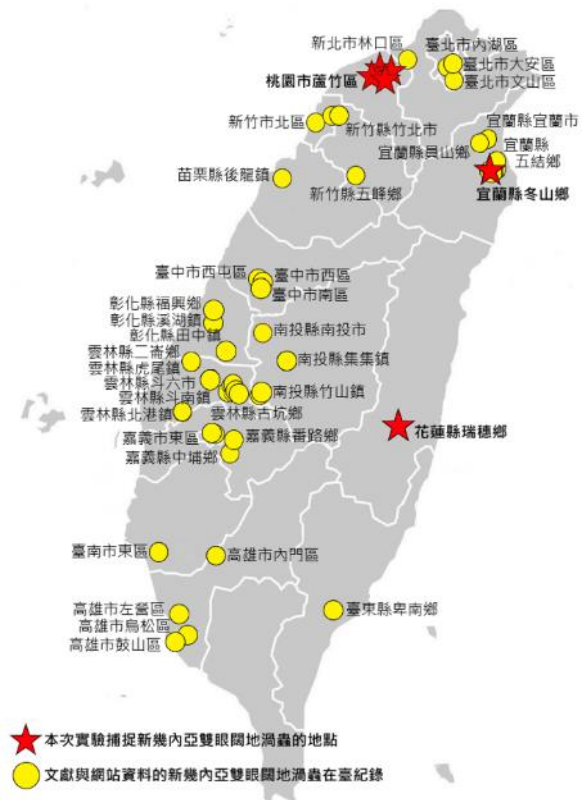 新北市林口區
臺北市內湖區
臺北市大安區
臺北市文山區
桃園市蘆竹區
新竹市北區
新竹縣竹北市
宜蘭縣宜蘭市
宜蘭縣員山鄉
宜蘭縣
五結鄉
宜蘭縣冬山鄉
苗栗縣後龍鎮
新竹縣五峰鄉
臺中市西屯區
臺中市西區
臺中市南區
彰化縣福興鄉
彰化縣溪湖鎮
彰化縣田中鎮
南投縣南投市
雲林縣二崙鄉
南投縣集集鎮
雲林縣虎尾鎮
雲林縣斗六市
南投縣竹山鎮
雲林縣斗南鎮
雲林縣北港鎮
雲林縣古坑鄉
花蓮縣瑞穗鄉
嘉義市東區
嘉義縣番路鄉
嘉義縣中埔鄉
臺南市東區
高雄市內門區
高雄市左營區
臺東縣卑南鄉
高雄市鳥松區
高雄市鼓山區
本次實驗捕捉新幾內亞雙眼闊地渦蟲的地點
文獻與網站資料的新幾內亞雙眼闊地渦蟲在臺紀錄